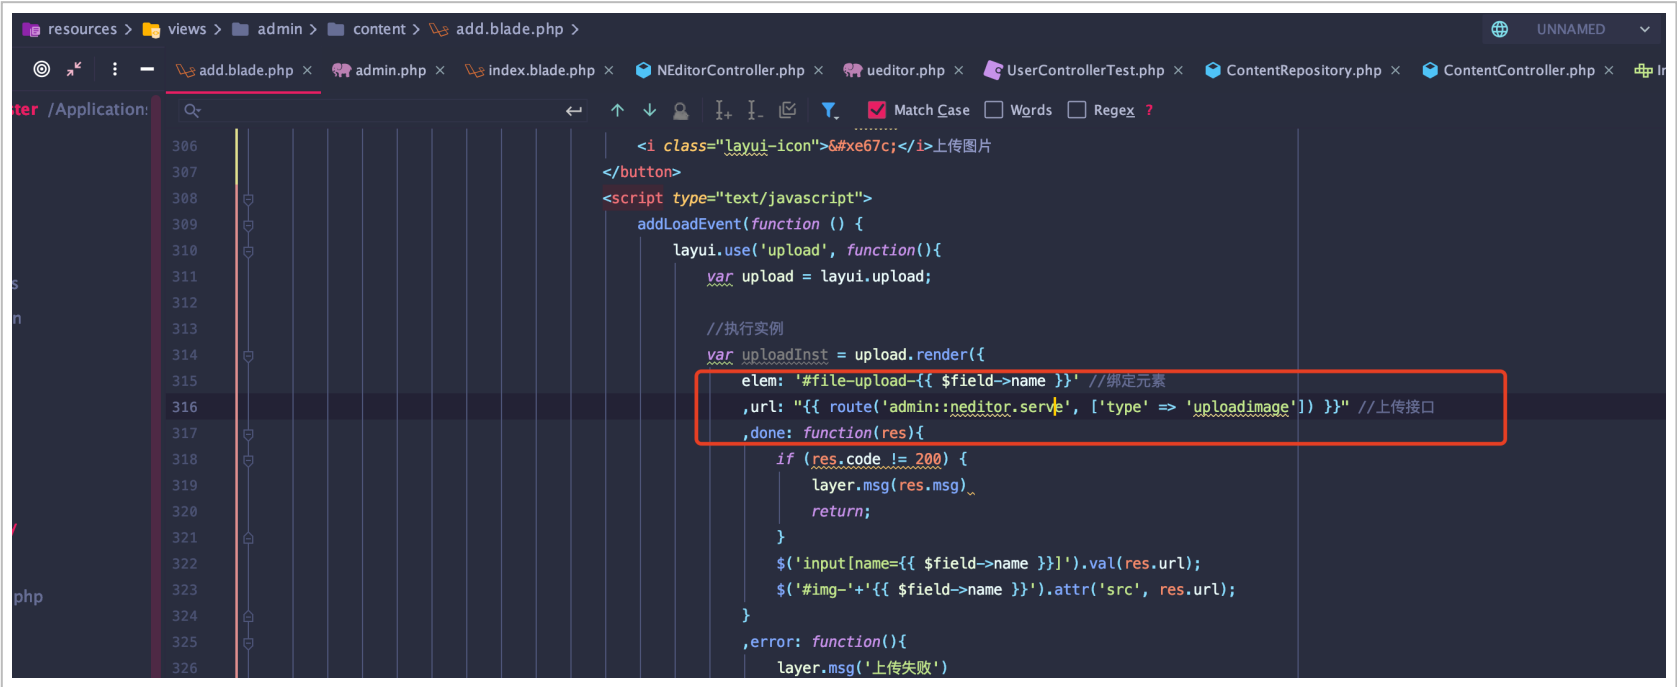 resources > views > admin > content > add.blade.php >
UNNAMED
add.blade.php × admin.php × index.blade.php × NEditorController.php × ueditor.php × UserControllerTest.php × ContentRepository.php × ContentController.php × Ir
ster /Applications
Match Case Words Regex ?
306 <i class="layui-icon">&#xe67c;</i>上传图片
307 </button>
308 <script type="text/javascript">
309 addLoadEvent(function () {
310 layui.use('upload', function(){
311 var upload = layui.upload;
312
313 //执行实例
314 var uploadInst = upload.render({
315 elem: '#file-upload-{{ $field->name }}' //绑定元素
316 ,url: "{{ route('admin::neditor.serve', ['type' => 'uploadimage']) }}" //上传接口
317 ,done: function(res){
318 if (res.code != 200) {
319 layer.msg(res.msg)
320 return;
321 }
322 $('input[name={{ $field->name }}]').val(res.url);
323 $('#img-'+'{{ $field->name }}').attr('src', res.url);
324 }
325 ,error: function(){
326 layer.msg('上传失败')
s
n
y
php